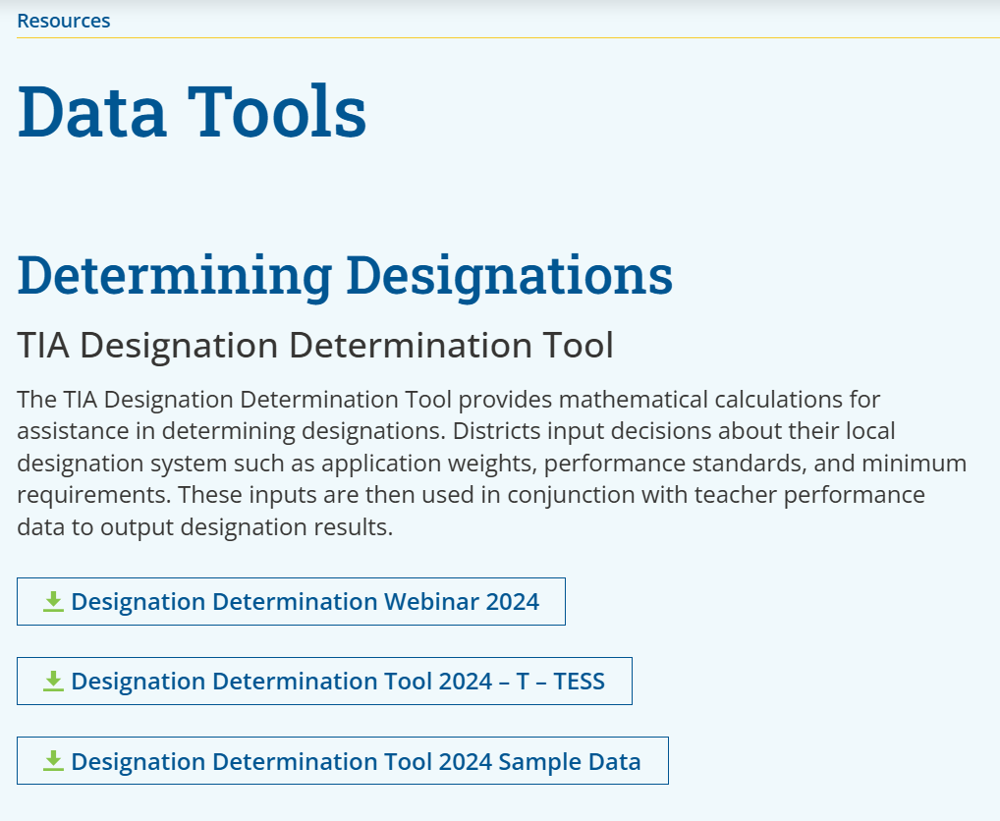 Resources
Data Tools
Determining Designations
TIA Designation Determination Tool
The TIA Designation Determination Tool provides mathematical calculations for
assistance in determining designations. Districts input decisions about their local
designation system such as application weights, performance standards, and minimum
requirements. These inputs are then used in conjunction with teacher performance
data to output designation results.
Designation Determination Webinar 2024
Designation Determination Tool 2024 – T – TESS
Designation Determination Tool 2024 Sample Data